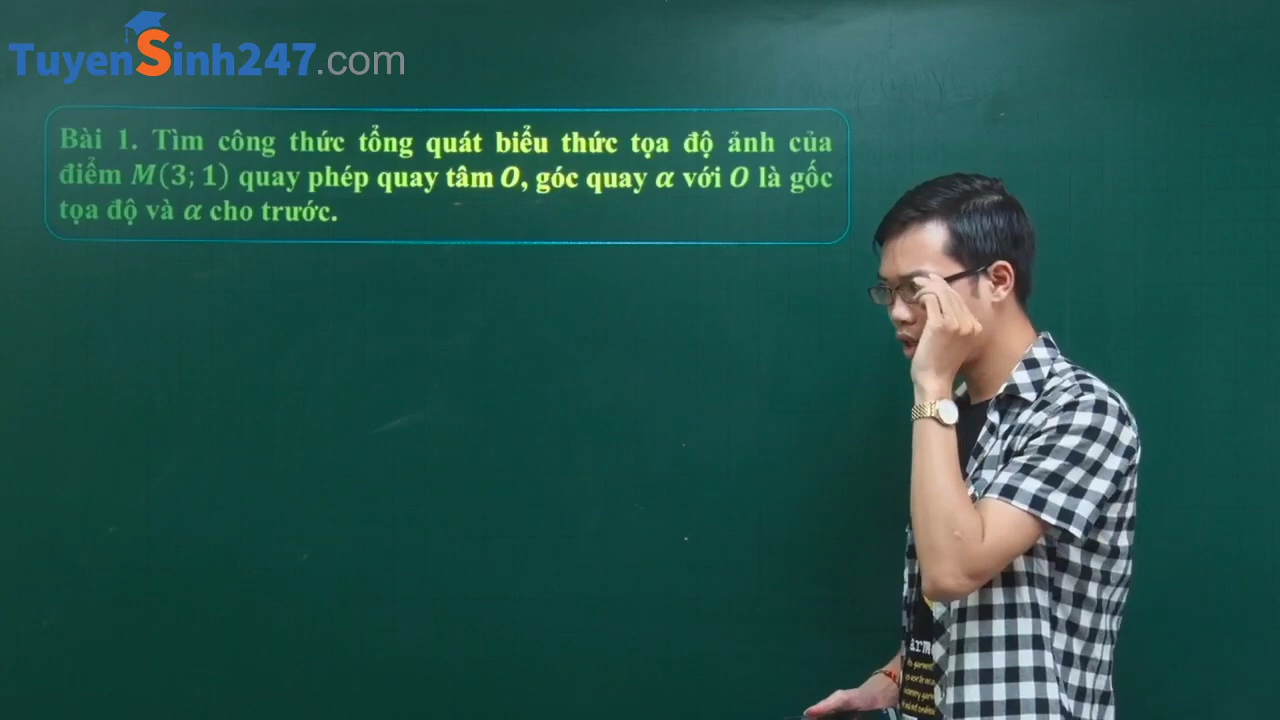 TuyenSinh247.com
Bài 1. Tìm công thức tổng quát biểu thức tọa độ ảnh của
điểm M(3; 1) quay phép quay tâm O, góc quay α với O là gốc
tọa độ và α cho trước.
arm